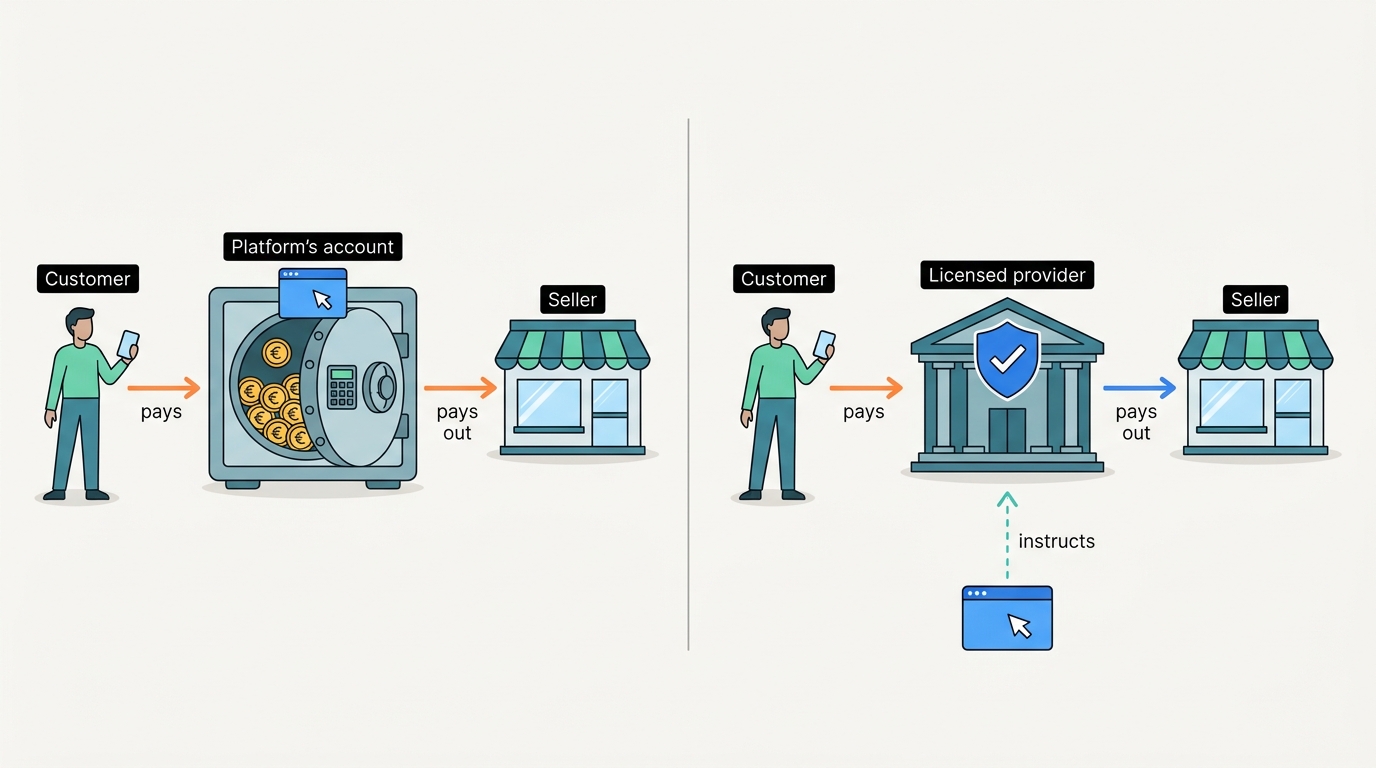 Platform's account
Customer
Seller
pays
pays
out
Licensed provider
Customer
Seller
pays
pays
out
instructs